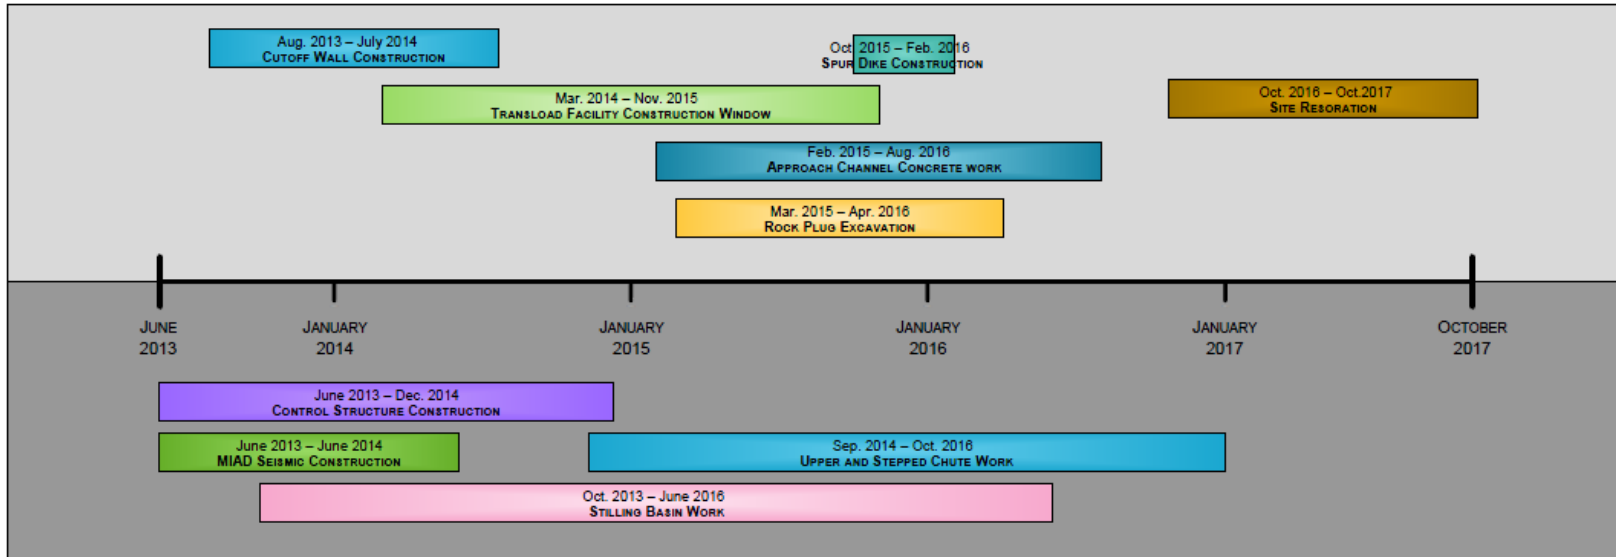 Aug. 2013 – July 2014
CUTOFF WALL CONSTRUCTION
Oct. 2015 – Feb. 2016
SPUR DIKE CONSTRUCTION
Mar. 2014 – Nov. 2015
TRANSLOAD FACILITY CONSTRUCTION WINDOW
Oct. 2016 – Oct.2017
SITE RESORATION
Feb. 2015 – Aug. 2016
APPROACH CHANNEL CONCRETE WORK
Mar. 2015 – Apr. 2016
ROCK PLUG EXCAVATION
JUNE
2013
JANUARY
2014
JANUARY
2015
JANUARY
2016
JANUARY
2017
OCTOBER
2017
June 2013 – Dec. 2014
CONTROL STRUCTURE CONSTRUCTION
June 2013 – June 2014
MIAD SEISMIC CONSTRUCTION
Sep. 2014 – Oct. 2016
UPPER AND STEPPED CHUTE WORK
Oct. 2013 – June 2016
STILLING BASIN WORK